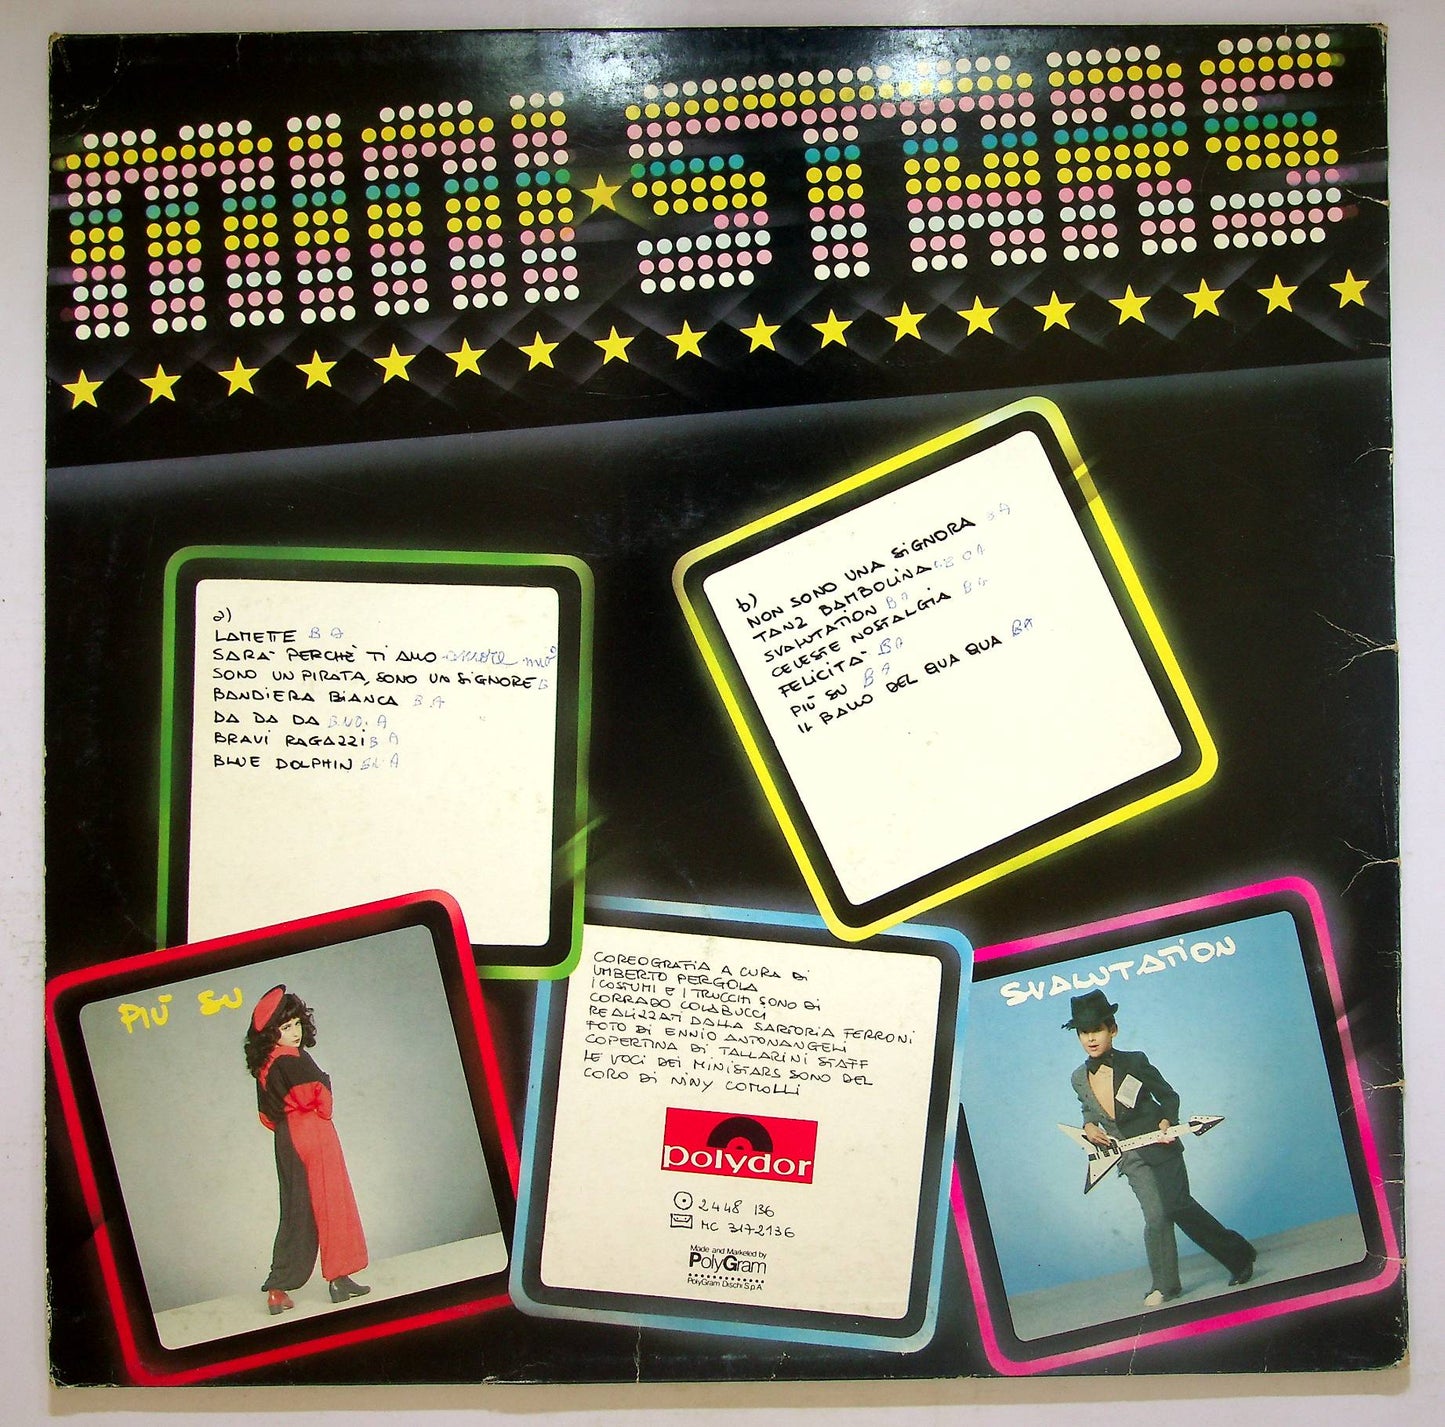 MINI★STARS
a)
LAMETTE B A
SARA' PERCHÈ TI AMO amore mio
SONO UN PIRATA, SONO UN SIGNORE B
BANDIERA BIANCA B A
DA DA DA A
BRAVI RAGAZZI B A
BLUE DOLPHIN A
b)
NON SONO UNA SIGNORA B A
TANZ BAMBOLINA
SVALUTATION B A
CELESTE NOSTALGIA B
FELICITA' B A
PIÙ SU B A
IL BALLO DEL QUA QUA B A
PIÙ SU
COREOGRAFIA A CURA DI
UMBERTO PERGOLA
I COSTUMI E I TRUCCHI SONO DI
CORRADO COLABUCCI
REALIZZATI DALLA SARTORIA FERRONI
FOTO DI ENNIO ANTONANGELI
COPERTINA DI TALLARINI STAFF
LE VOCI DEI MINISTARS SONO DEL
CORO DI NINY COMOLLI
polydor
2448 136
MC 3172136
Made and Marketed by
PolyGram
PolyGram Dischi S.p.A.
SVALUTATION